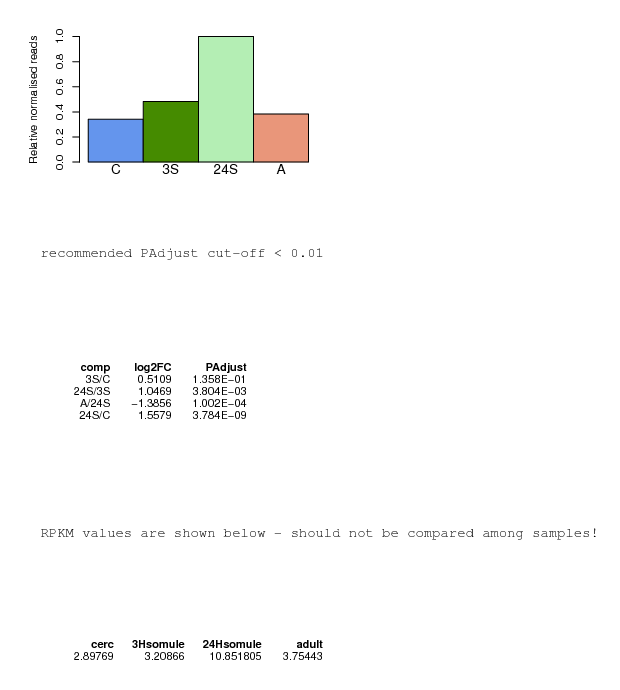 Relative normalised reads
1.0
0.8
0.6
0.4
0.2
0.0
C 3S 24S A
recommended PAdjust cut-off < 0.01
comp log2FC PAdjust
3S/C 0.5109 1.358E−01
24S/3S 1.0469 3.804E−03
A/24S −1.3856 1.002E−04
24S/C 1.5579 3.784E−09
RPKM values are shown below - should not be compared among samples!
cerc 3Hsomule 24Hsomule adult
2.89769 3.20866 10.851805 3.75443